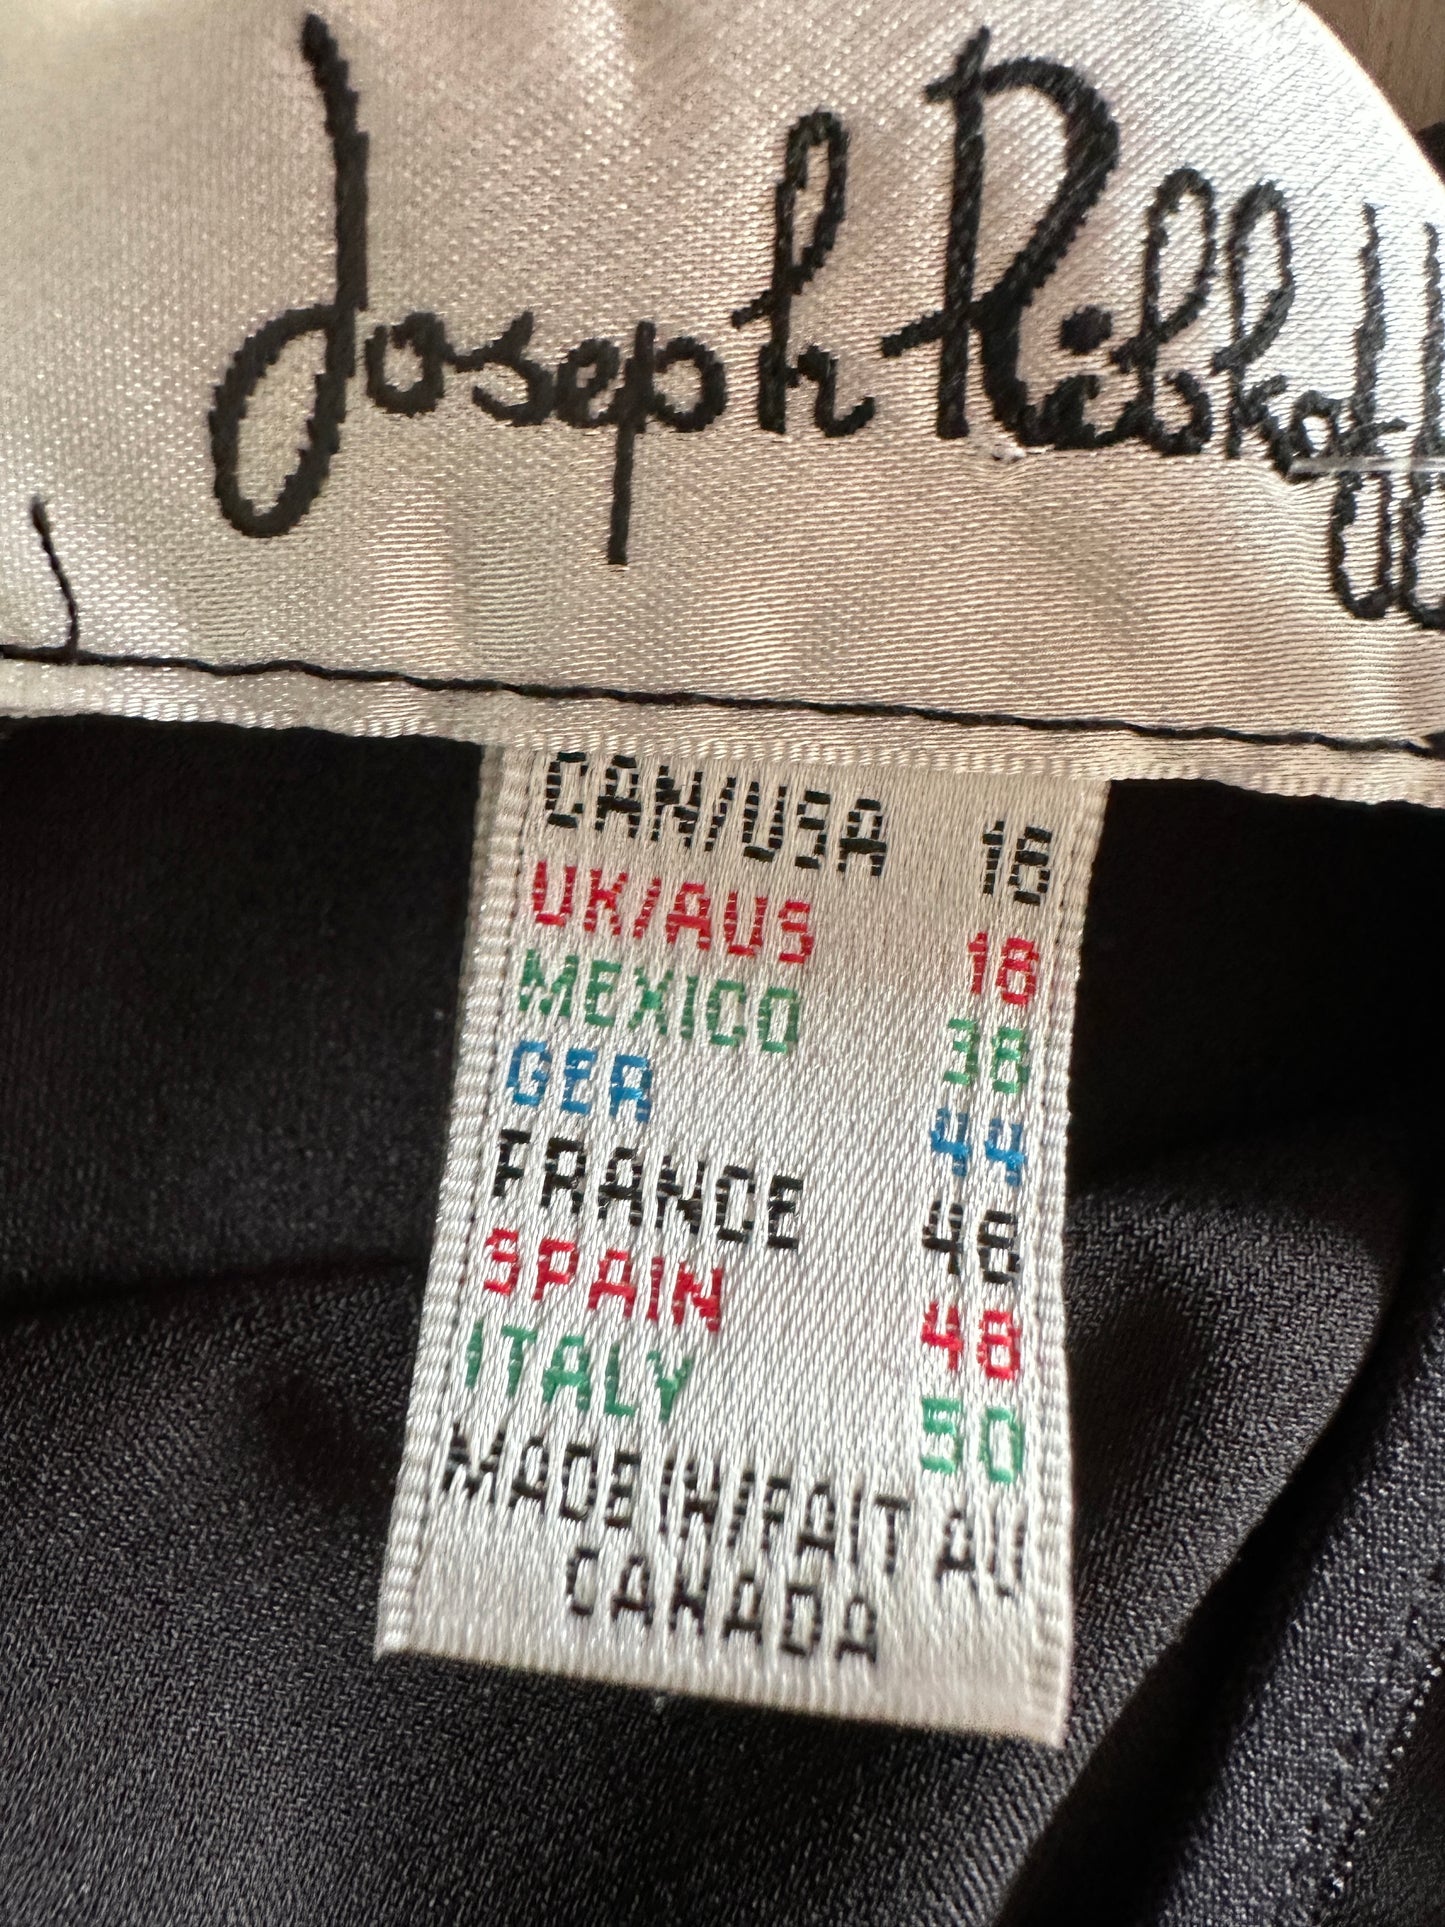 Joseph Ribkoff
CAN/USA 16
UK/AUS 18
MEXICO 38
GER 44
FRANCE 46
SPAIN 48
ITALY 50
MADE IN/FAIT AU
CANADA